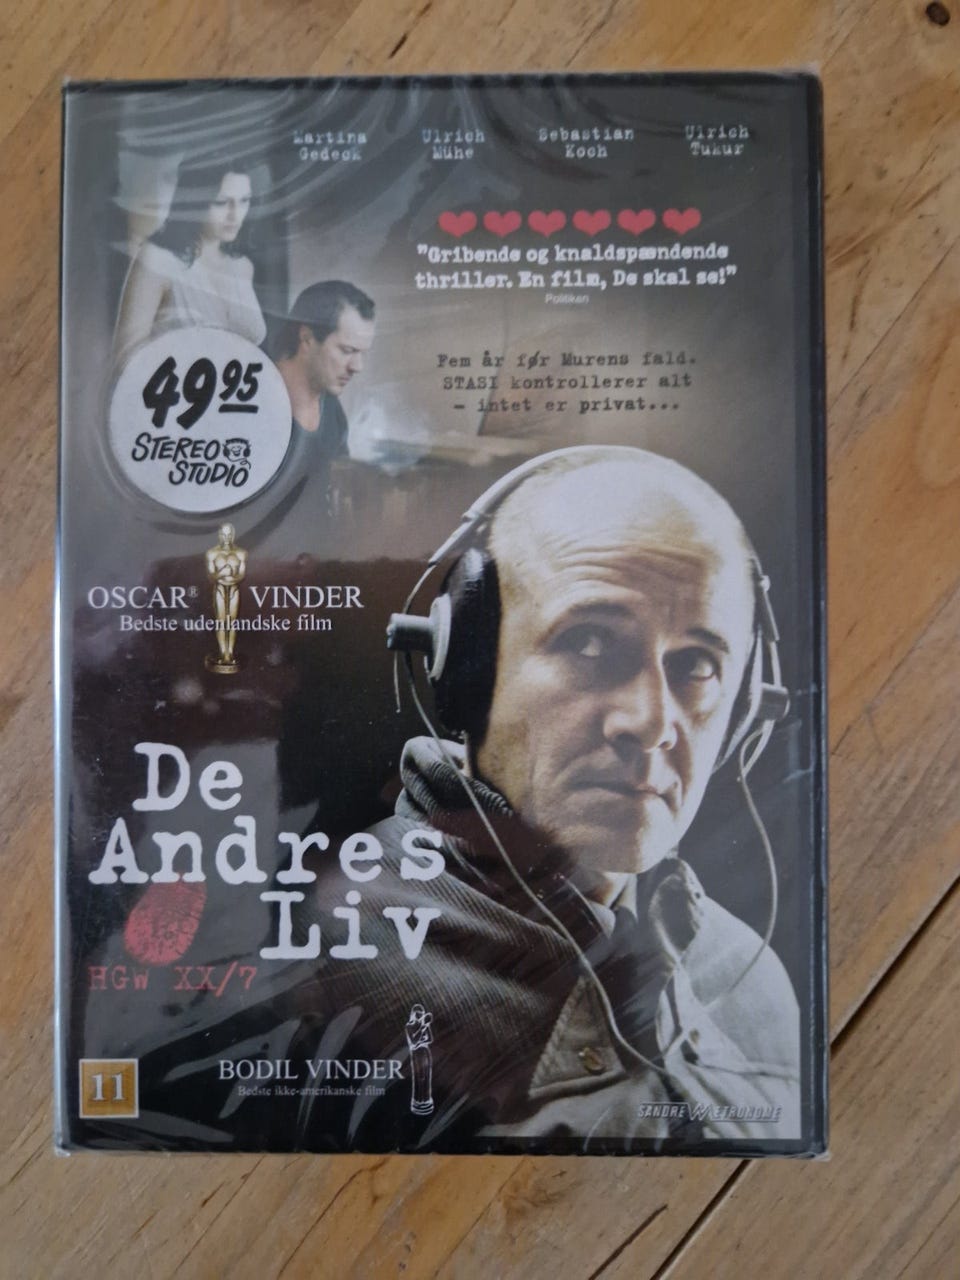 Martina Gedeck
Ulrich Mühe
Sebastian Koch
Ulrich Tukur
"Gribende og knaldspændende
thriller. En film, De skal se!"
Politiken
Fem år før Murens fald.
STASI kontrollerer alt
– intet er privat...
49 95
STEREO
STUDIO
OSCAR® VINDER
Bedste udenlandske film
De
Andres
Liv
HGW XX/7
BODIL VINDER
Bedste ikke-amerikanske film
11
SANDREW METRONOME